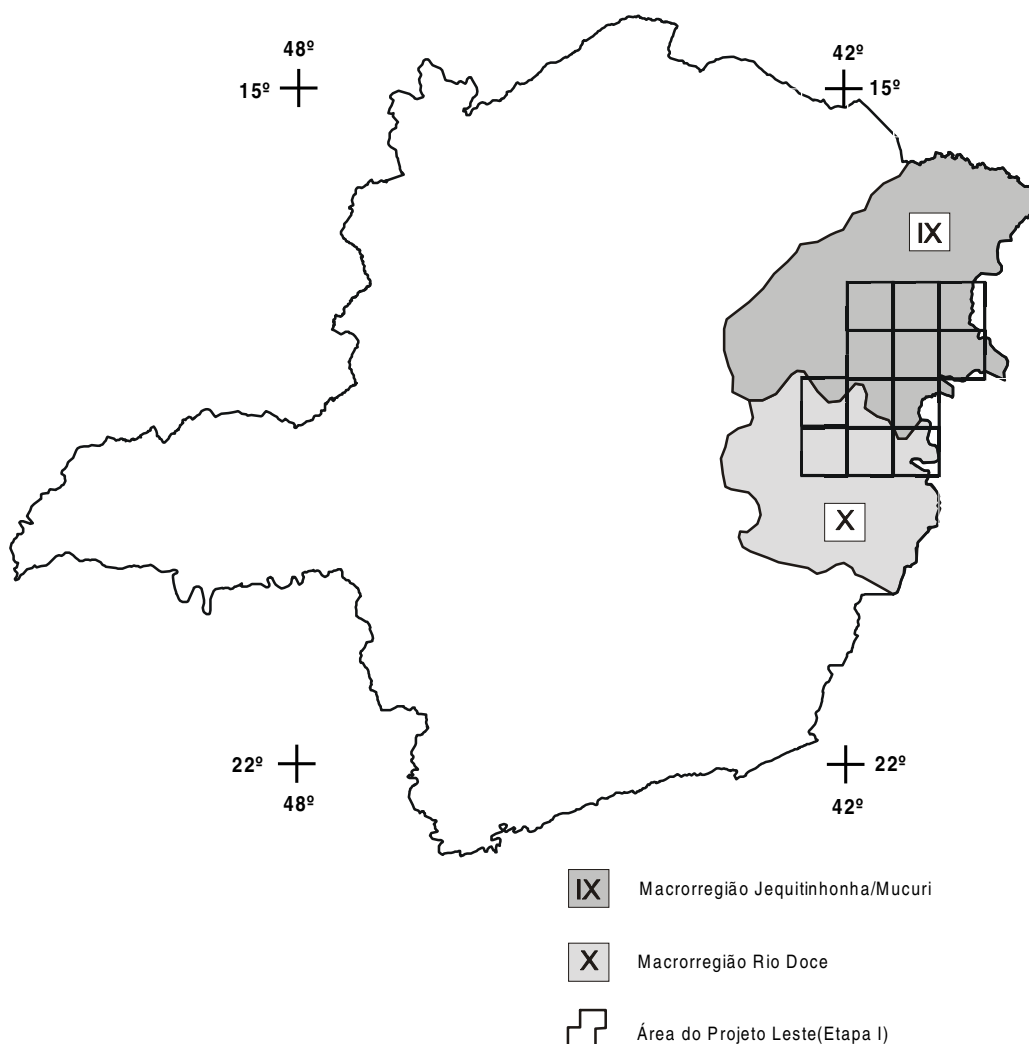 48º
42º
15º
15º
IX
X
22º
22º
48º
42º
IX Macrorregião Jequitinhonha/Mucuri
X Macrorregião Rio Doce
Área do Projeto Leste(Etapa I)